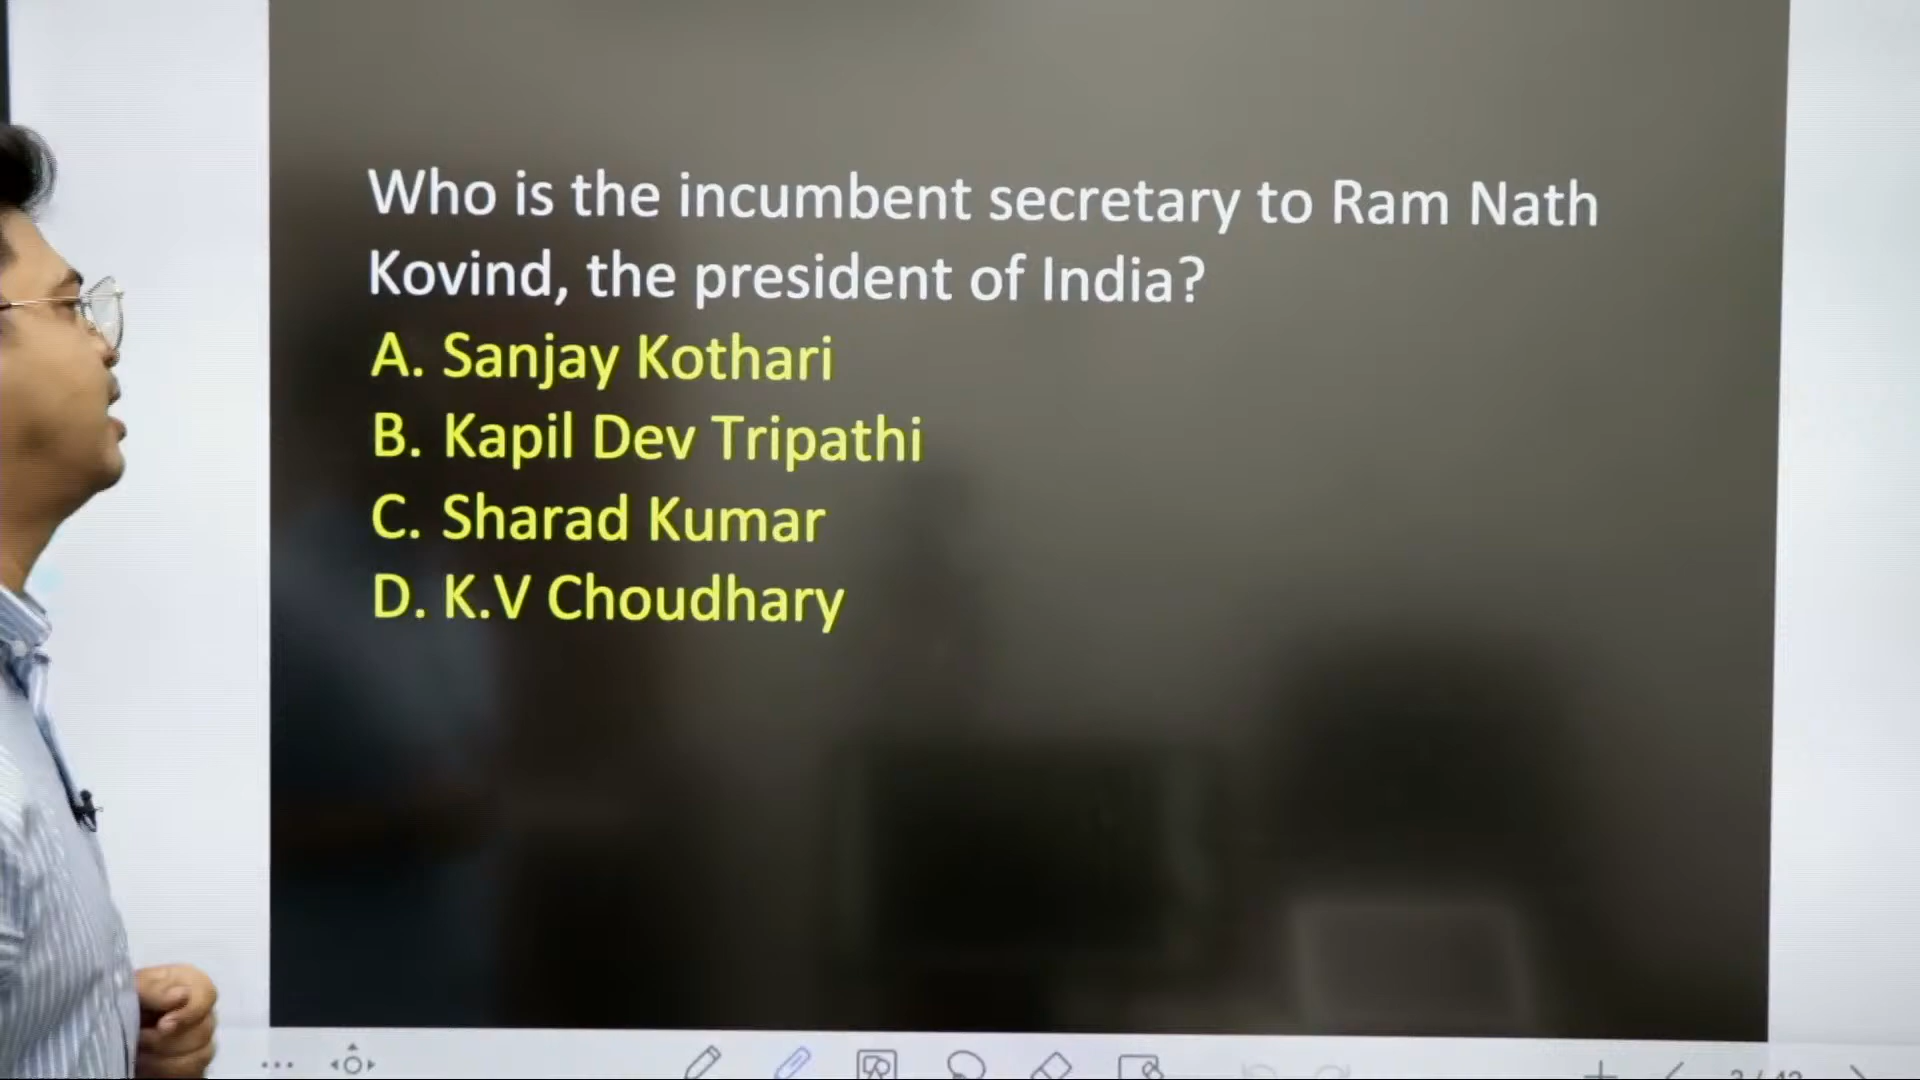 Who is the incumbent secretary to Ram Nath
Kovind, the president of India?
A. Sanjay Kothari
B. Kapil Dev Tripathi
C. Sharad Kumar
D. K.V Choudhary